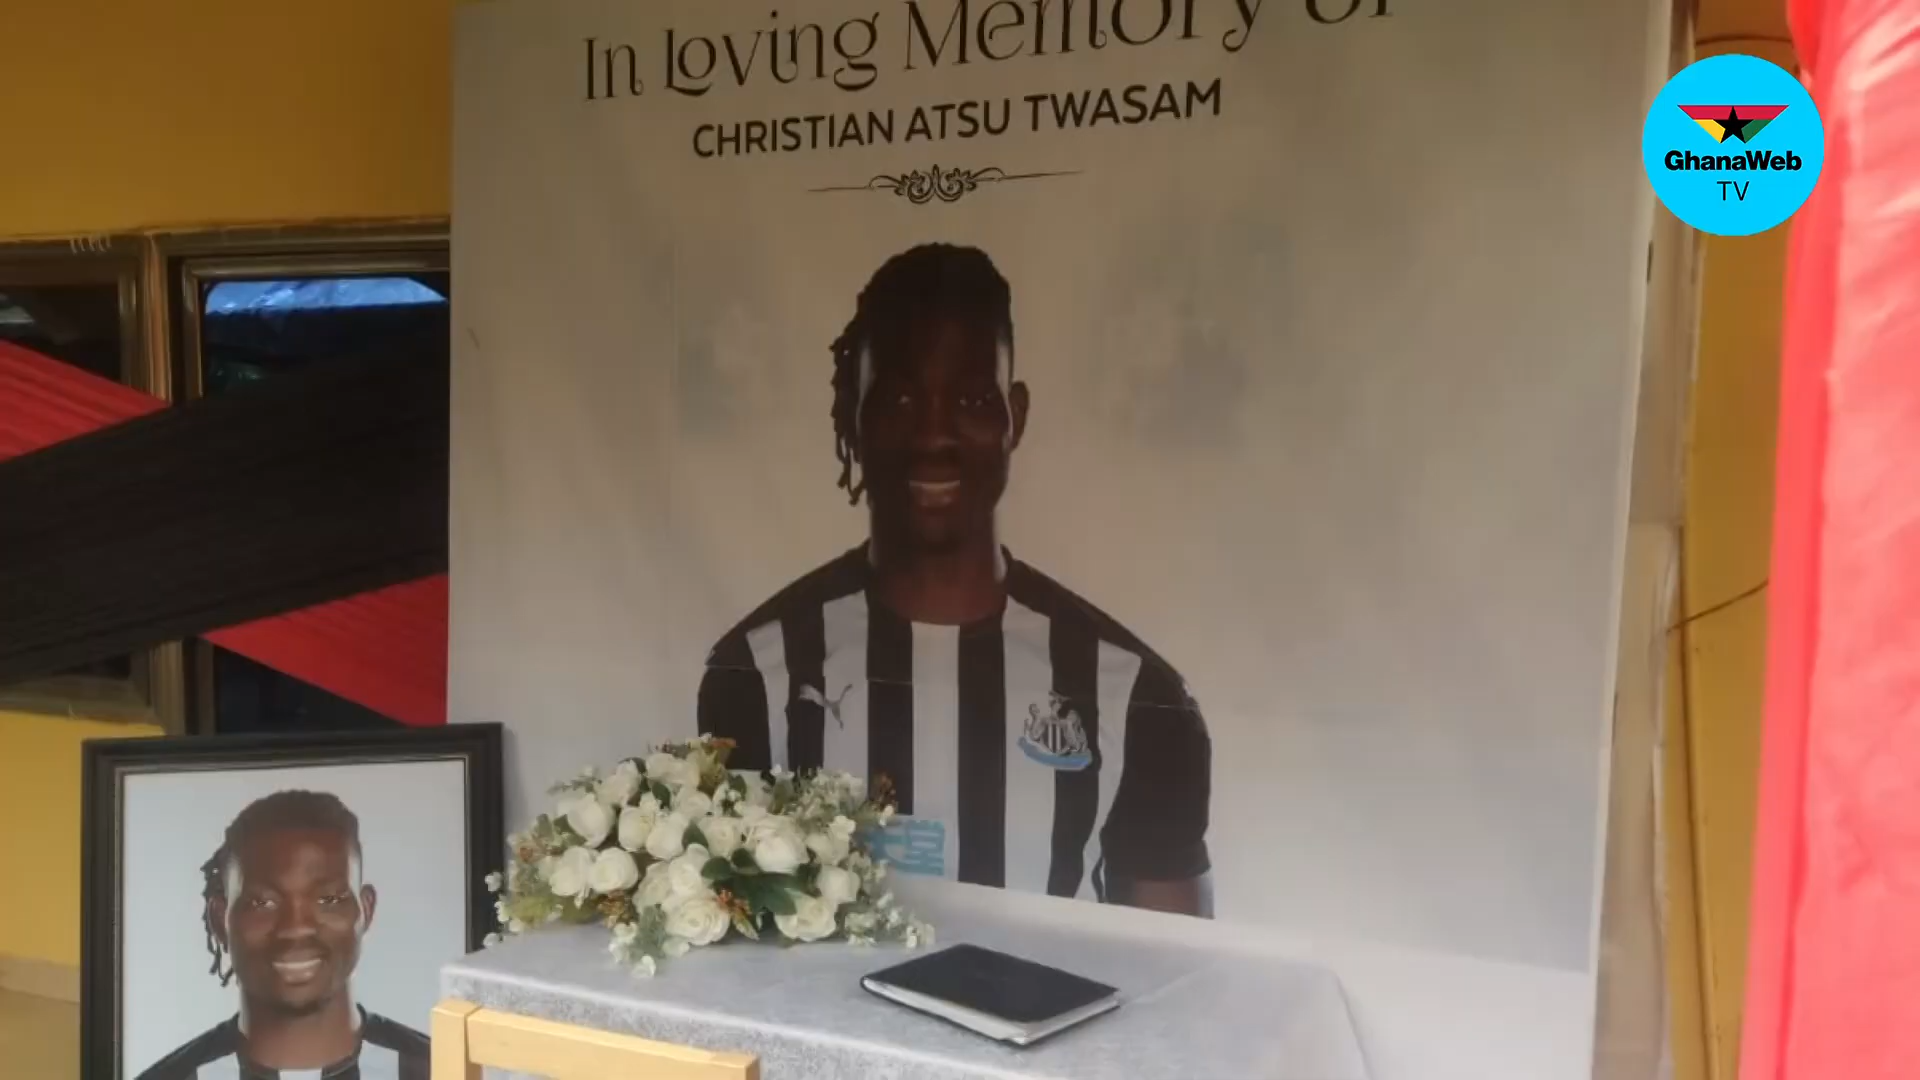 In Loving Memory of
CHRISTIAN ATSU TWASAM
GhanaWeb
TV